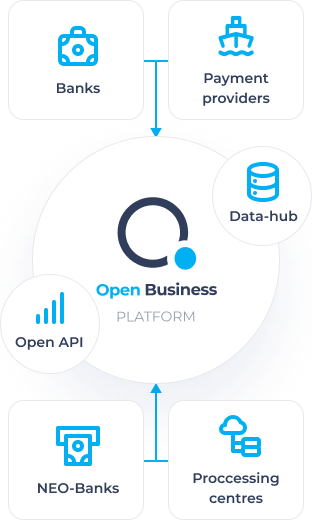 Banks
Payment
providers
Data-hub
Open Business
PLATFORM
Open API
NEO-Banks
Proccessing
centres